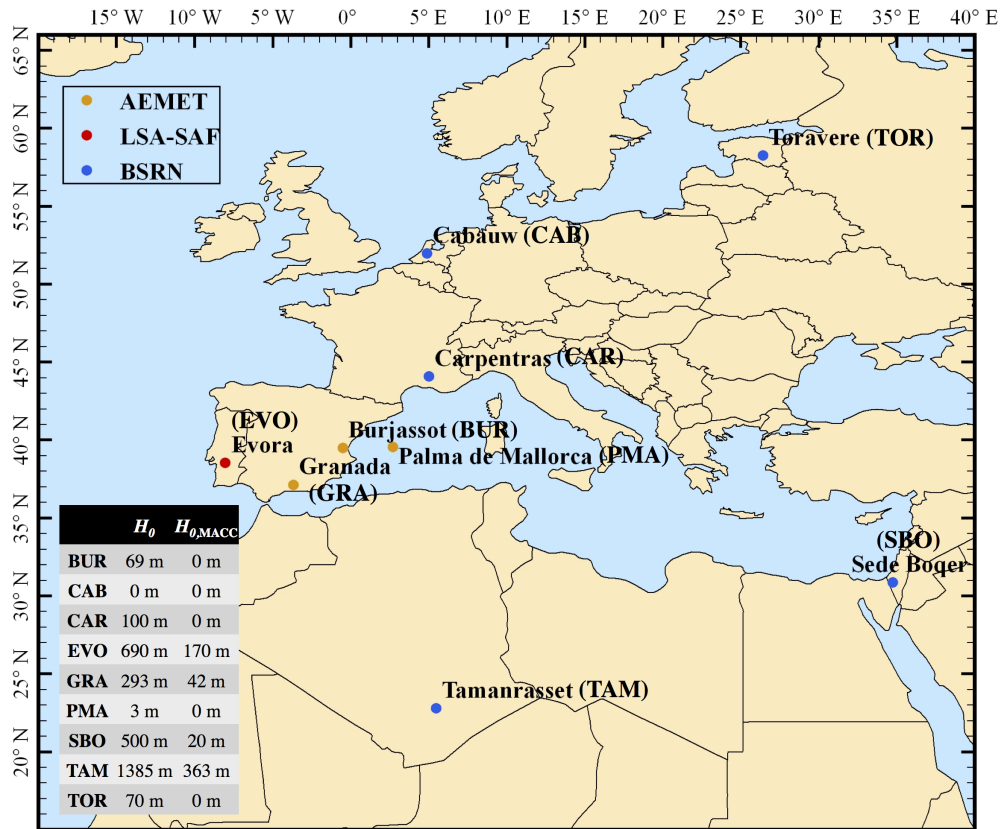 15° W 10° W 5° W 0° 5° E 10° E 15° E 20° E 25° E 30° E 35° E 40° E
65° N
60° N
55° N
50° N
45° N
40° N
35° N
30° N
25° N
20° N
AEMET
LSA-SAF
BSRN
Tøravere (TOR)
Cabauw (CAB)
Carpentras (CAR)
(EVO)
Evora
Burjassot (BUR)
Palma de Mallorca (PMA)
Granada
(GRA)
(SBO)
Sede Boqer
Tamanrasset (TAM)
H0 H0,MACC
BUR 69 m 0 m
CAB 0 m 0 m
CAR 100 m 0 m
EVO 690 m 170 m
GRA 293 m 42 m
PMA 3 m 0 m
SBO 500 m 20 m
TAM 1385 m 363 m
TOR 70 m 0 m